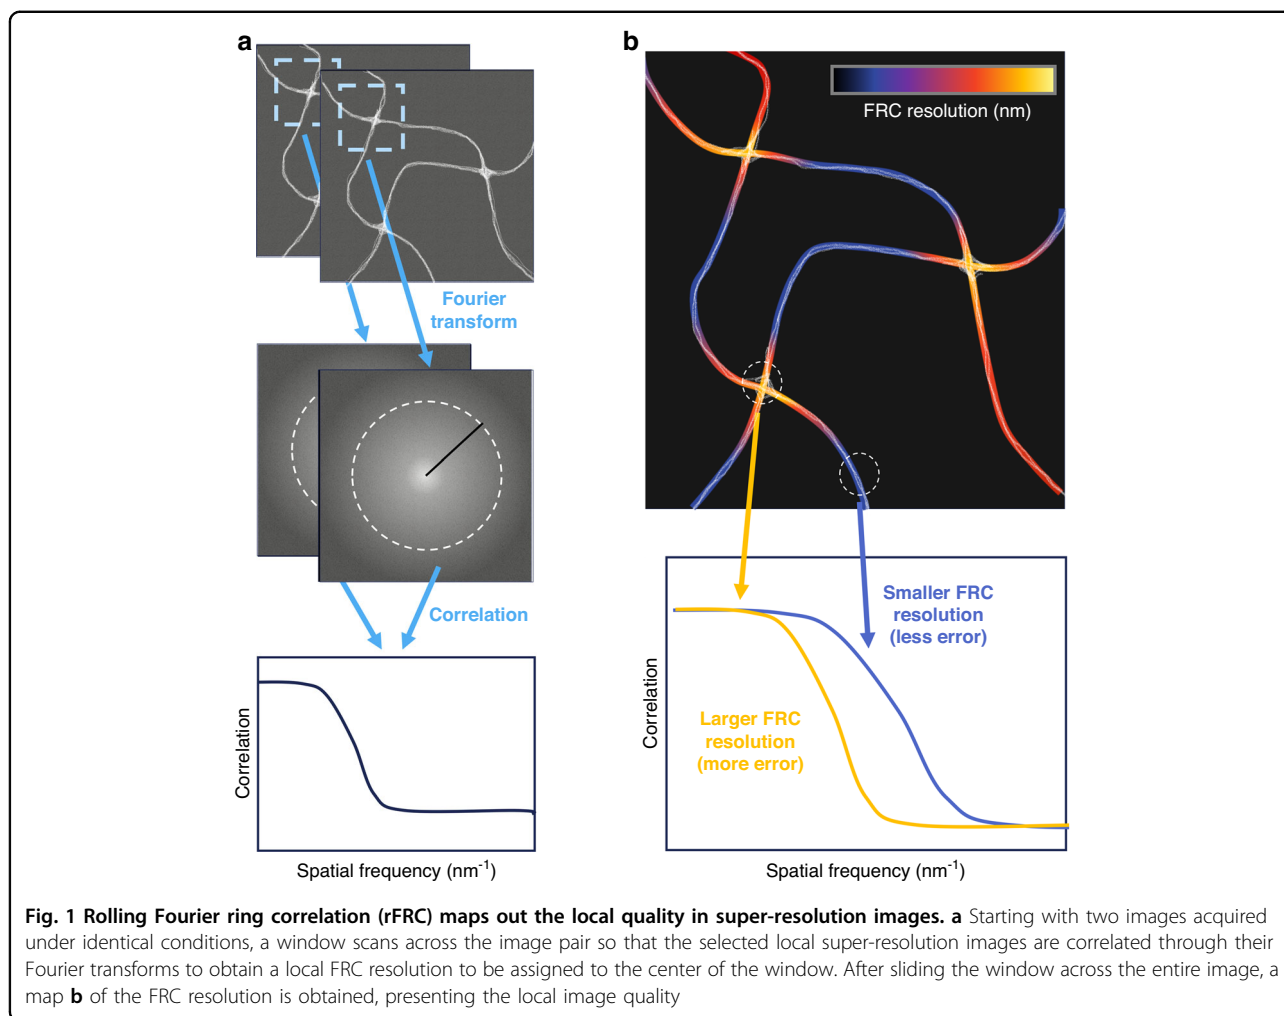 a
Fourier
transform
Correlation
Correlation
Spatial frequency (nm⁻¹)
b
FRC resolution (nm)
Smaller FRC
resolution
(less error)
Larger FRC
resolution
(more error)
Correlation
Spatial frequency (nm⁻¹)
Fig. 1 Rolling Fourier ring correlation (rFRC) maps out the local quality in super-resolution images. a Starting with two images acquired
under identical conditions, a window scans across the image pair so that the selected local super-resolution images are correlated through their
Fourier transforms to obtain a local FRC resolution to be assigned to the center of the window. After sliding the window across the entire image, a
map b of the FRC resolution is obtained, presenting the local image quality